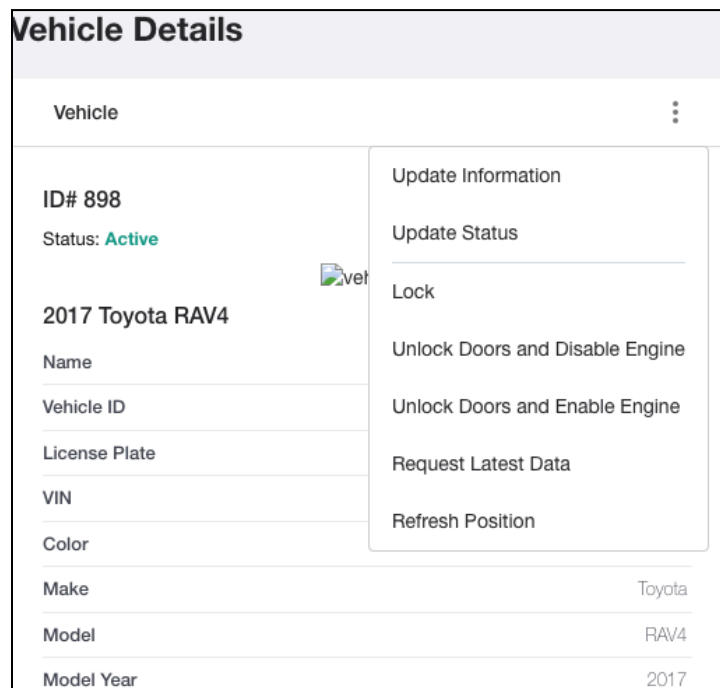 Vehicle Details
Vehicle
ID# 898
Status: Active
2017 Toyota RAV4
Name
Vehicle ID
License Plate
VIN
Color
Make Toyota
Model RAV4
Model Year 2017
Update Information
Update Status
Lock
Unlock Doors and Disable Engine
Unlock Doors and Enable Engine
Request Latest Data
Refresh Position